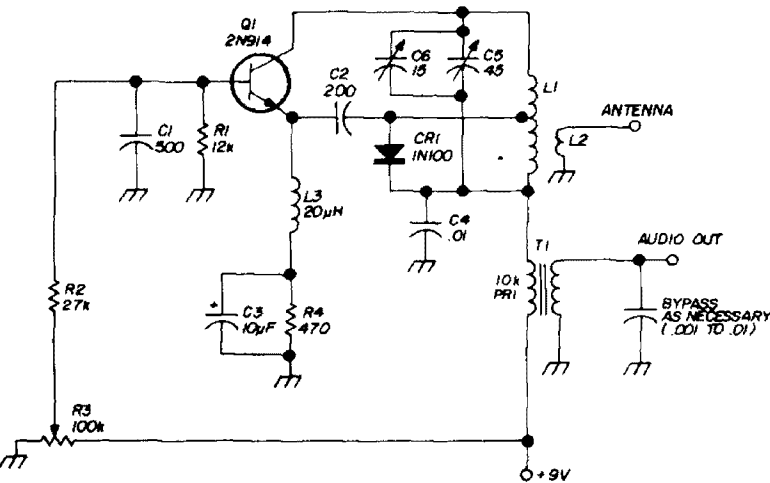 Q1
2N914
C6
15
C5
45
C2
200
L1
ANTENNA
C1
500
R1
12k
CR1
1N100
L2
L3
20µH
C4
.01
T1
AUDIO OUT
10k
PRI
R2
27k
+
C3
10µF
R4
470
BYPASS
AS NECESSARY
(.001 TO .01)
R3
100k
+9V